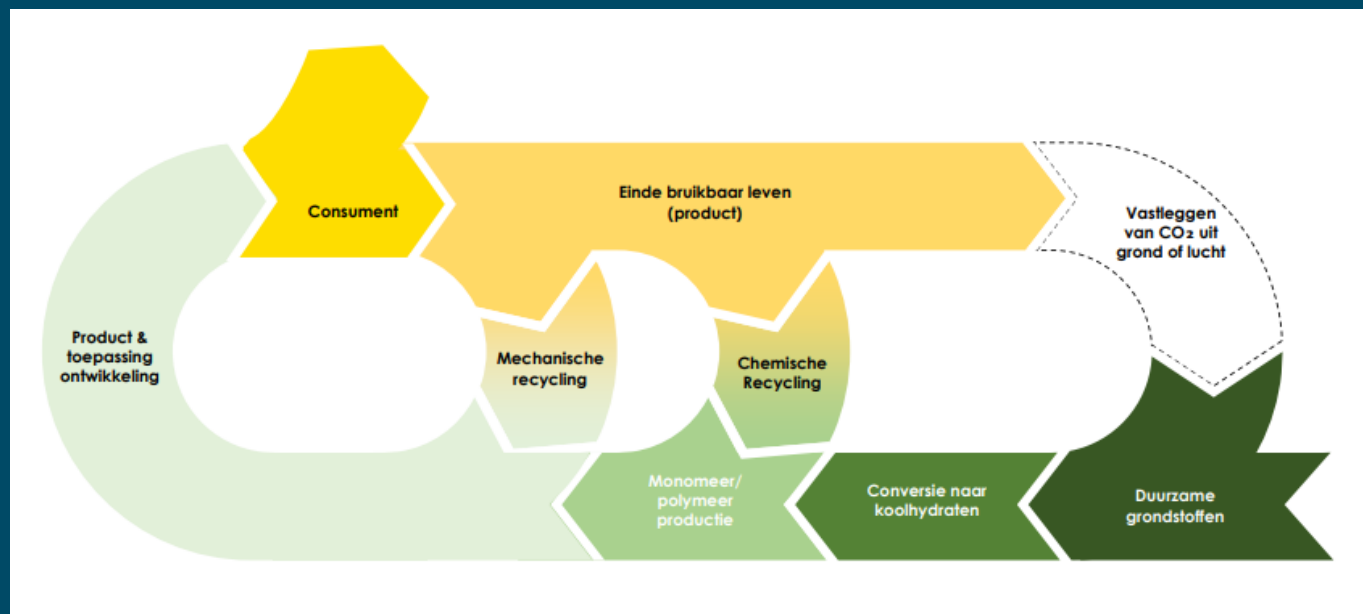 Consument
Einde bruikbaar leven
(product)
Vastleggen
van CO₂ uit
grond of lucht
Product &
toepassing
ontwikkeling
Mechanische
recycling
Chemische
Recycling
Monomeer/
polymeer
productie
Conversie naar
koolhydraten
Duurzame
grondstoffen